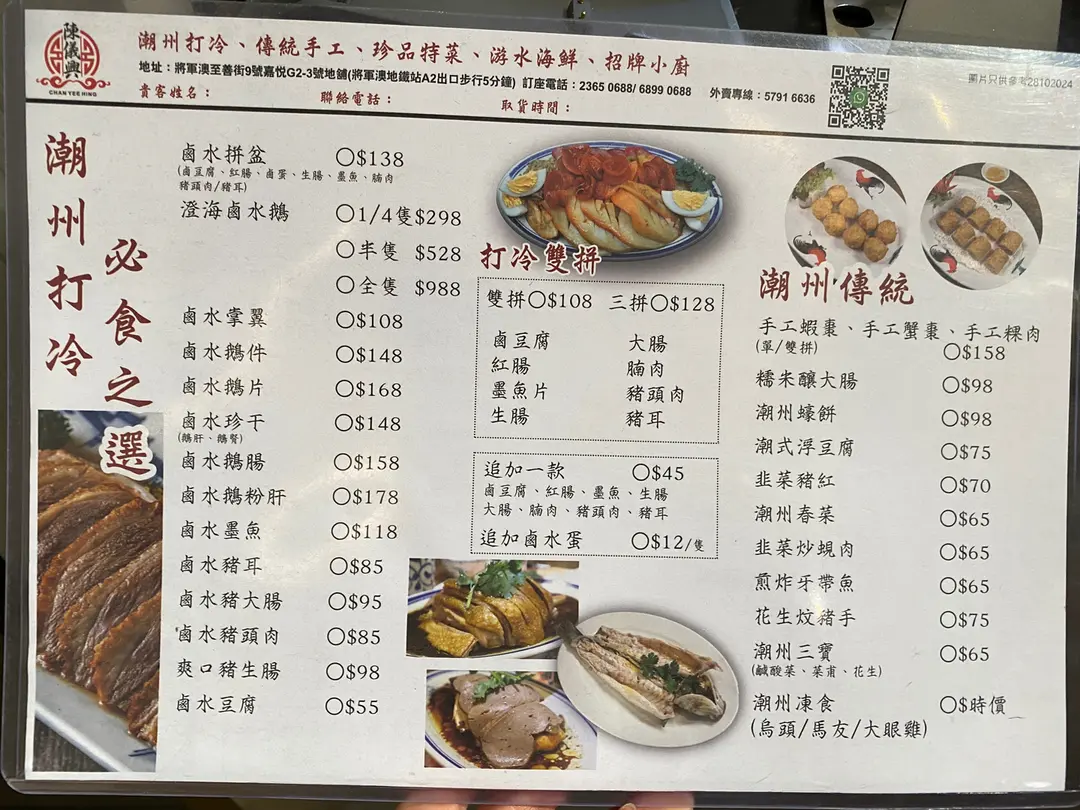 陳儀興
CHAN YEE HING
潮州打冷、傳統手工、珍品特菜、游水海鮮、招牌小廚
地址：將軍澳至善街9號嘉悅G2-3號地舖(將軍澳地鐵站A2出口步行5分鐘) 訂座電話：2365 0688/ 6899 0688 外賣專線：5791 6636
貴客姓名： 聯絡電話： 取貨時間：
圖片只供參考28102024
潮州打冷
必食之選
鹵水拼盆 〇$138
(鹵豆腐、紅腸、鹵蛋、生腸、墨魚、腩肉
豬頭肉/豬耳)
澄海鹵水鵝 〇1/4隻$298
〇半隻 $528
〇全隻 $988
鹵水掌翼 〇$108
鹵水鵝件 〇$148
鹵水鵝片 〇$168
鹵水珍干 〇$148
(鵝肝、鵝腎)
鹵水鵝腸 〇$158
鹵水鵝粉肝 〇$178
鹵水墨魚 〇$118
鹵水豬耳 〇$85
鹵水豬大腸 〇$95
鹵水豬頭肉 〇$85
爽口豬生腸 〇$98
鹵水豆腐 〇$55
打冷雙拼
雙拼〇$108 三拼〇$128
鹵豆腐 大腸
紅腸 腩肉
墨魚片 豬頭肉
生腸 豬耳
追加一款 〇$45
鹵豆腐、紅腸、墨魚、生腸
大腸、腩肉、豬頭肉、豬耳
追加鹵水蛋 〇$12/隻
潮州傳統
手工蝦棗、手工蟹棗、手工粿肉
(單/雙拼) 〇$158
糯米釀大腸 〇$98
潮州蠔餅 〇$98
潮式浮豆腐 〇$75
韭菜豬紅 〇$70
潮州春菜 〇$65
韭菜炒蜆肉 〇$65
煎炸牙帶魚 〇$65
花生炆豬手 〇$75
潮州三寶 〇$65
(鹹酸菜、菜甫、花生)
潮州凍食 〇$時價
(烏頭/馬友/大眼雞)